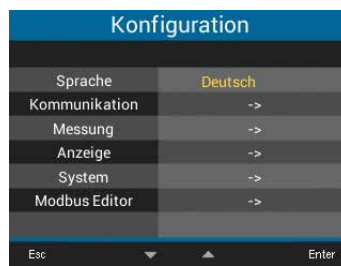 Konfiguration
Sprache Deutsch
Kommunikation ->
Messung ->
Anzeige ->
System ->
Modbus Editor ->
Esc Enter